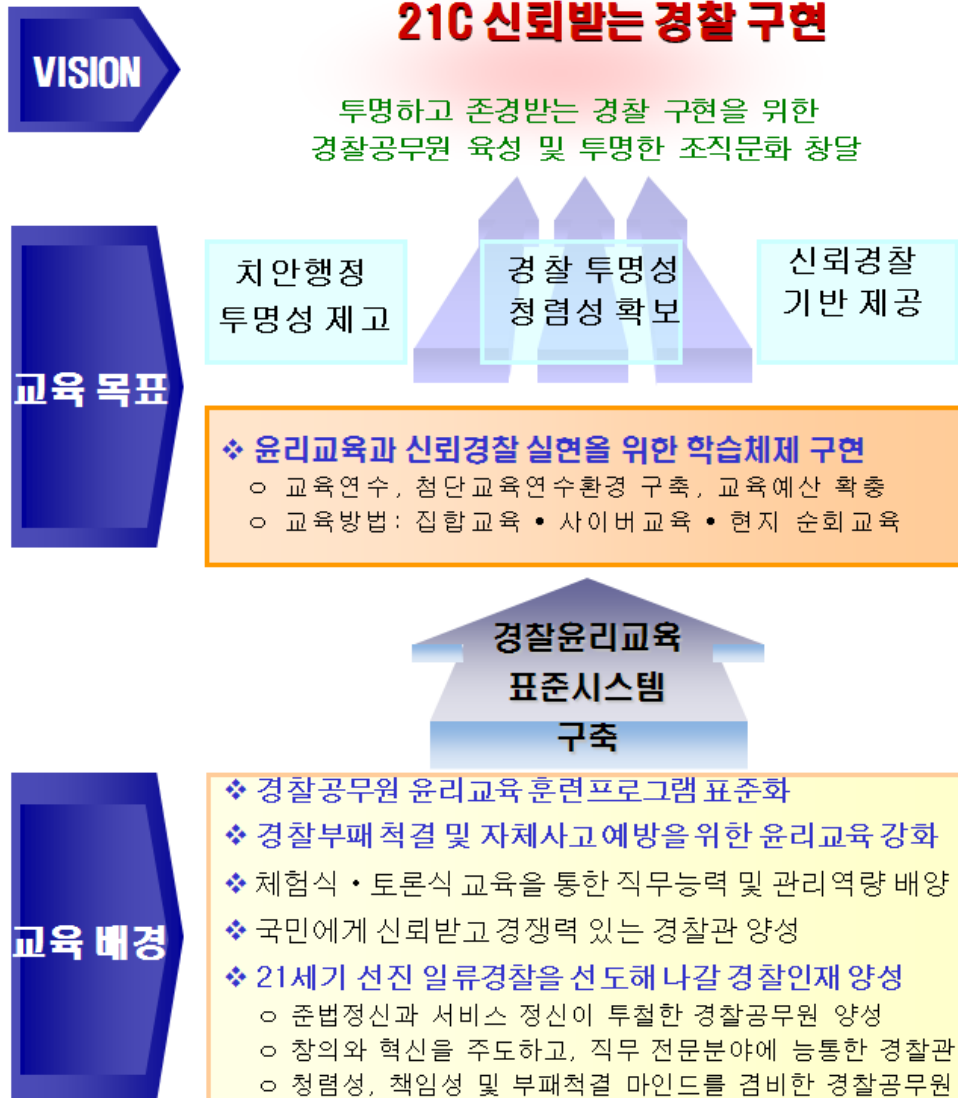 VISION
21C 신뢰받는 경찰 구현
투명하고 존경받는 경찰 구현을 위한
경찰공무원 육성 및 투명한 조직문화 창달
교육 목표
치안행정
투명성 제고
경찰 투명성
청렴성 확보
신뢰경찰
기반 제공
❖ 윤리교육과 신뢰경찰 실현을 위한 학습체제 구현
○ 교육연수, 첨단교육연수환경 구축, 교육예산 확충
○ 교육방법: 집합교육 • 사이버교육 • 현지 순회교육
경찰윤리교육
표준시스템
구축
교육 배경
❖ 경찰공무원 윤리교육 훈련프로그램 표준화
❖ 경찰부패 척결 및 자체사고 예방을 위한 윤리교육 강화
❖ 체험식 • 토론식 교육을 통한 직무능력 및 관리역량 배양
❖ 국민에게 신뢰받고 경쟁력 있는 경찰관 양성
❖ 21세기 선진 일류경찰을 선도해 나갈 경찰인재 양성
○ 준법정신과 서비스 정신이 투철한 경찰공무원 양성
○ 창의와 혁신을 주도하고, 직무 전문분야에 능통한 경찰관
○ 청렴성, 책임성 및 부패척결 마인드를 겸비한 경찰공무원